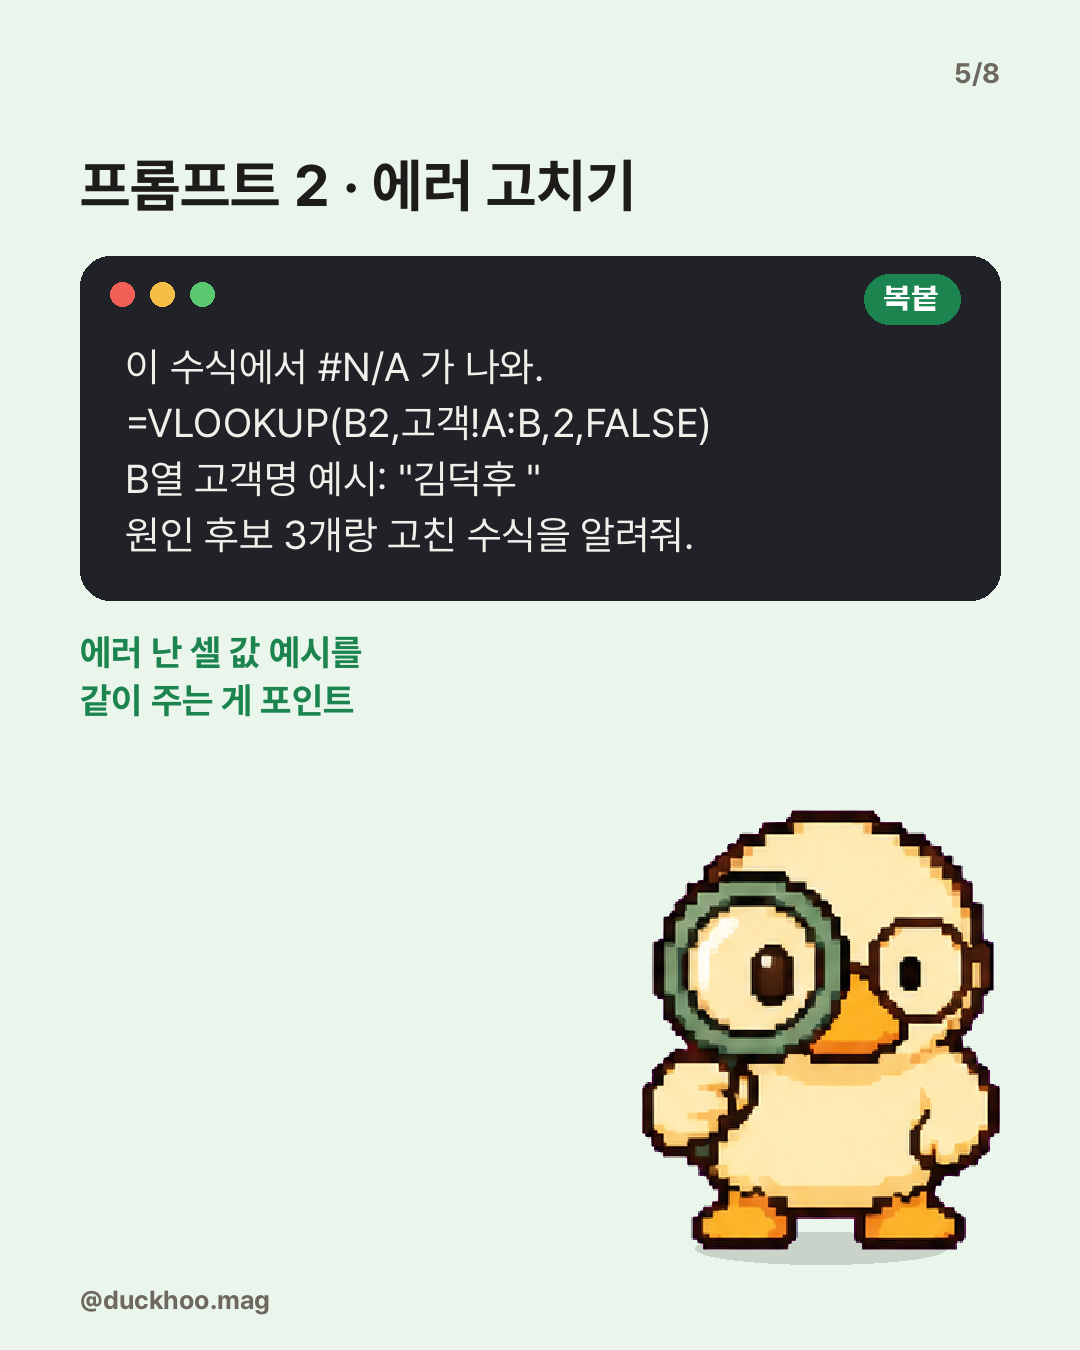 5/8
프롬프트 2 · 에러 고치기
복붙
이 수식에서 #N/A 가 나와.
=VLOOKUP(B2,고객!A:B,2,FALSE)
B열 고객명 예시: "김덕후 "
원인 후보 3개랑 고친 수식을 알려줘.
에러 난 셀 값 예시를
같이 주는 게 포인트
@duckhoo.mag